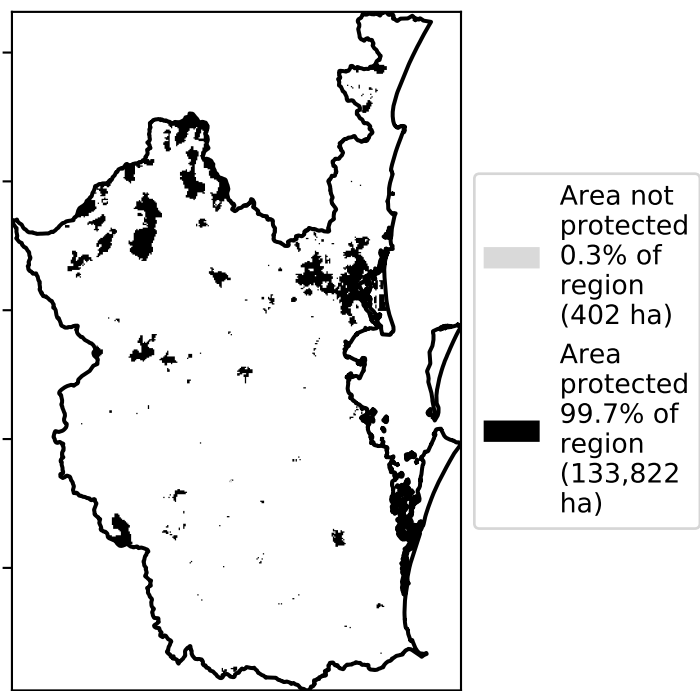 Area not
protected
0.3% of
region
(402 ha)
Area
protected
99.7% of
region
(133,822
ha)